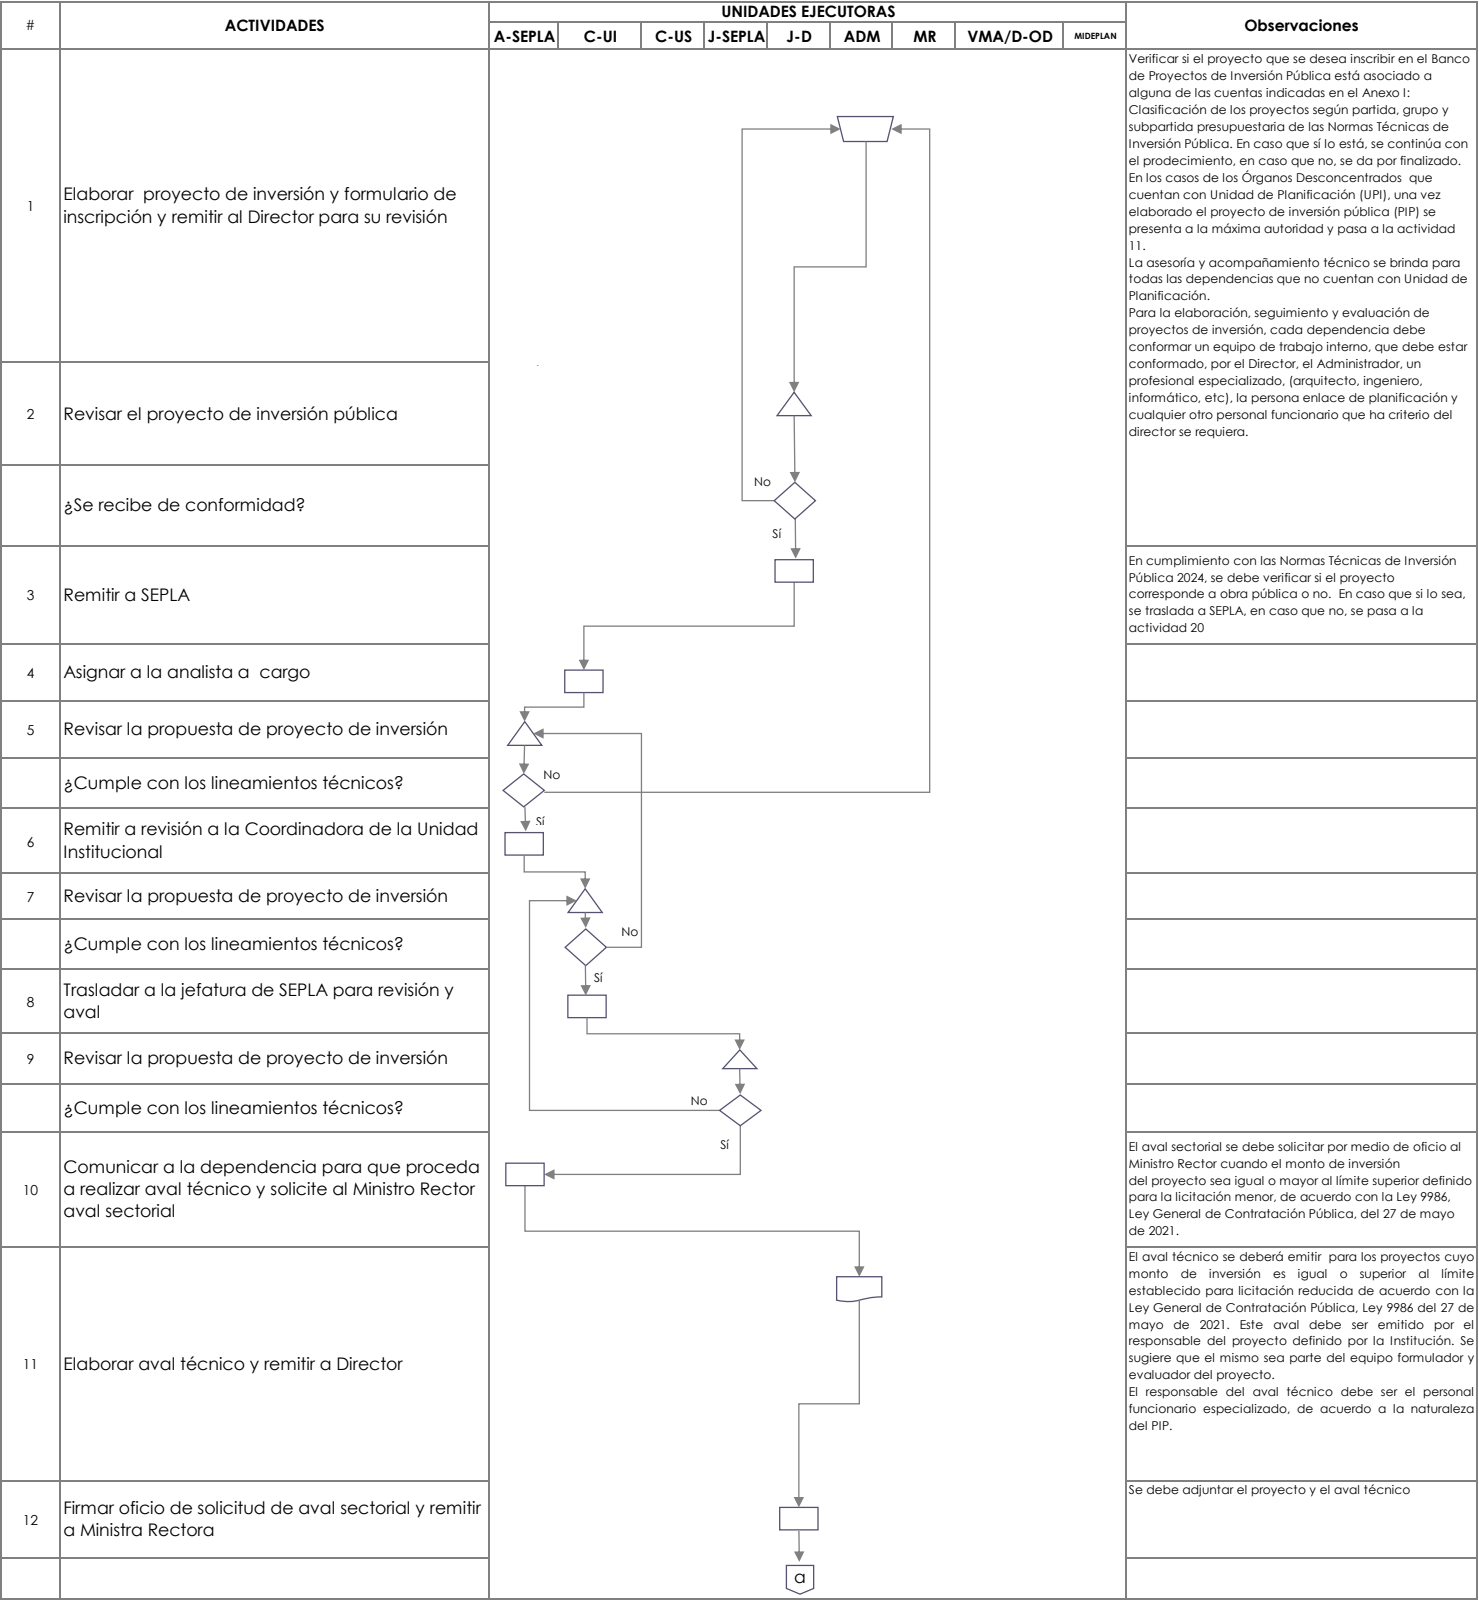 #
ACTIVIDADES
UNIDADES EJECUTORAS
Observaciones
A-SEPLA
C-UI
C-US
J-SEPLA
J-D
ADM
MR
VMA/D-OD
MIDEPLAN
1
Elaborar proyecto de inversión y formulario de
inscripción y remitir al Director para su revisión
Verificar si el proyecto que se desea inscribir en el Banco
de Proyectos de Inversión Pública está asociado a
alguna de las cuentas indicadas en el Anexo I:
Clasificación de los proyectos según partida, grupo y
subpartida presupuestaria de las Normas Técnicas de
Inversión Pública. En caso que sí lo está, se continúa con
el prodecimiento, en caso que no, se da por finalizado.
En los casos de los Órganos Desconcentrados que
cuentan con Unidad de Planificación (UPI), una vez
elaborado el proyecto de inversión pública (PIP) se
presenta a la máxima autoridad y pasa a la actividad
11.
La asesoría y acompañamiento técnico se brinda para
todas las dependencias que no cuentan con Unidad de
Planificación.
Para la elaboración, seguimiento y evaluación de
proyectos de inversión, cada dependencia debe
conformar un equipo de trabajo interno, que debe estar
conformado, por el Director, el Administrador, un
profesional especializado, (arquitecto, ingeniero,
informático, etc), la persona enlace de planificación y
cualquier otro personal funcionario que ha criterio del
director se requiera.
2
Revisar el proyecto de inversión pública
¿Se recibe de conformidad?
No
Sí
3
Remitir a SEPLA
En cumplimiento con las Normas Técnicas de Inversión
Pública 2024, se debe verificar si el proyecto
corresponde a obra pública o no. En caso que si lo sea,
se traslada a SEPLA, en caso que no, se pasa a la
actividad 20
4
Asignar a la analista a cargo
5
Revisar la propuesta de proyecto de inversión
¿Cumple con los lineamientos técnicos?
No
Sí
6
Remitir a revisión a la Coordinadora de la Unidad
Institucional
7
Revisar la propuesta de proyecto de inversión
¿Cumple con los lineamientos técnicos?
No
Sí
8
Trasladar a la jefatura de SEPLA para revisión y
aval
9
Revisar la propuesta de proyecto de inversión
¿Cumple con los lineamientos técnicos?
No
Sí
10
Comunicar a la dependencia para que proceda
a realizar aval técnico y solicite al Ministro Rector
aval sectorial
El aval sectorial se debe solicitar por medio de oficio al
Ministro Rector cuando el monto de inversión
del proyecto sea igual o mayor al límite superior definido
para la licitación menor, de acuerdo con la Ley 9986,
Ley General de Contratación Pública, del 27 de mayo
de 2021.
11
Elaborar aval técnico y remitir a Director
El aval técnico se deberá emitir para los proyectos cuyo
monto de inversión es igual o superior al límite
establecido para licitación reducida de acuerdo con la
Ley General de Contratación Pública, Ley 9986 del 27 de
mayo de 2021. Este aval debe ser emitido por el
responsable del proyecto definido por la Institución. Se
sugiere que el mismo sea parte del equipo formulador y
evaluador del proyecto.
El responsable del aval técnico debe ser el personal
funcionario especializado, de acuerdo a la naturaleza
del PIP.
12
Firmar oficio de solicitud de aval sectorial y remitir
a Ministra Rectora
Se debe adjuntar el proyecto y el aval técnico
a